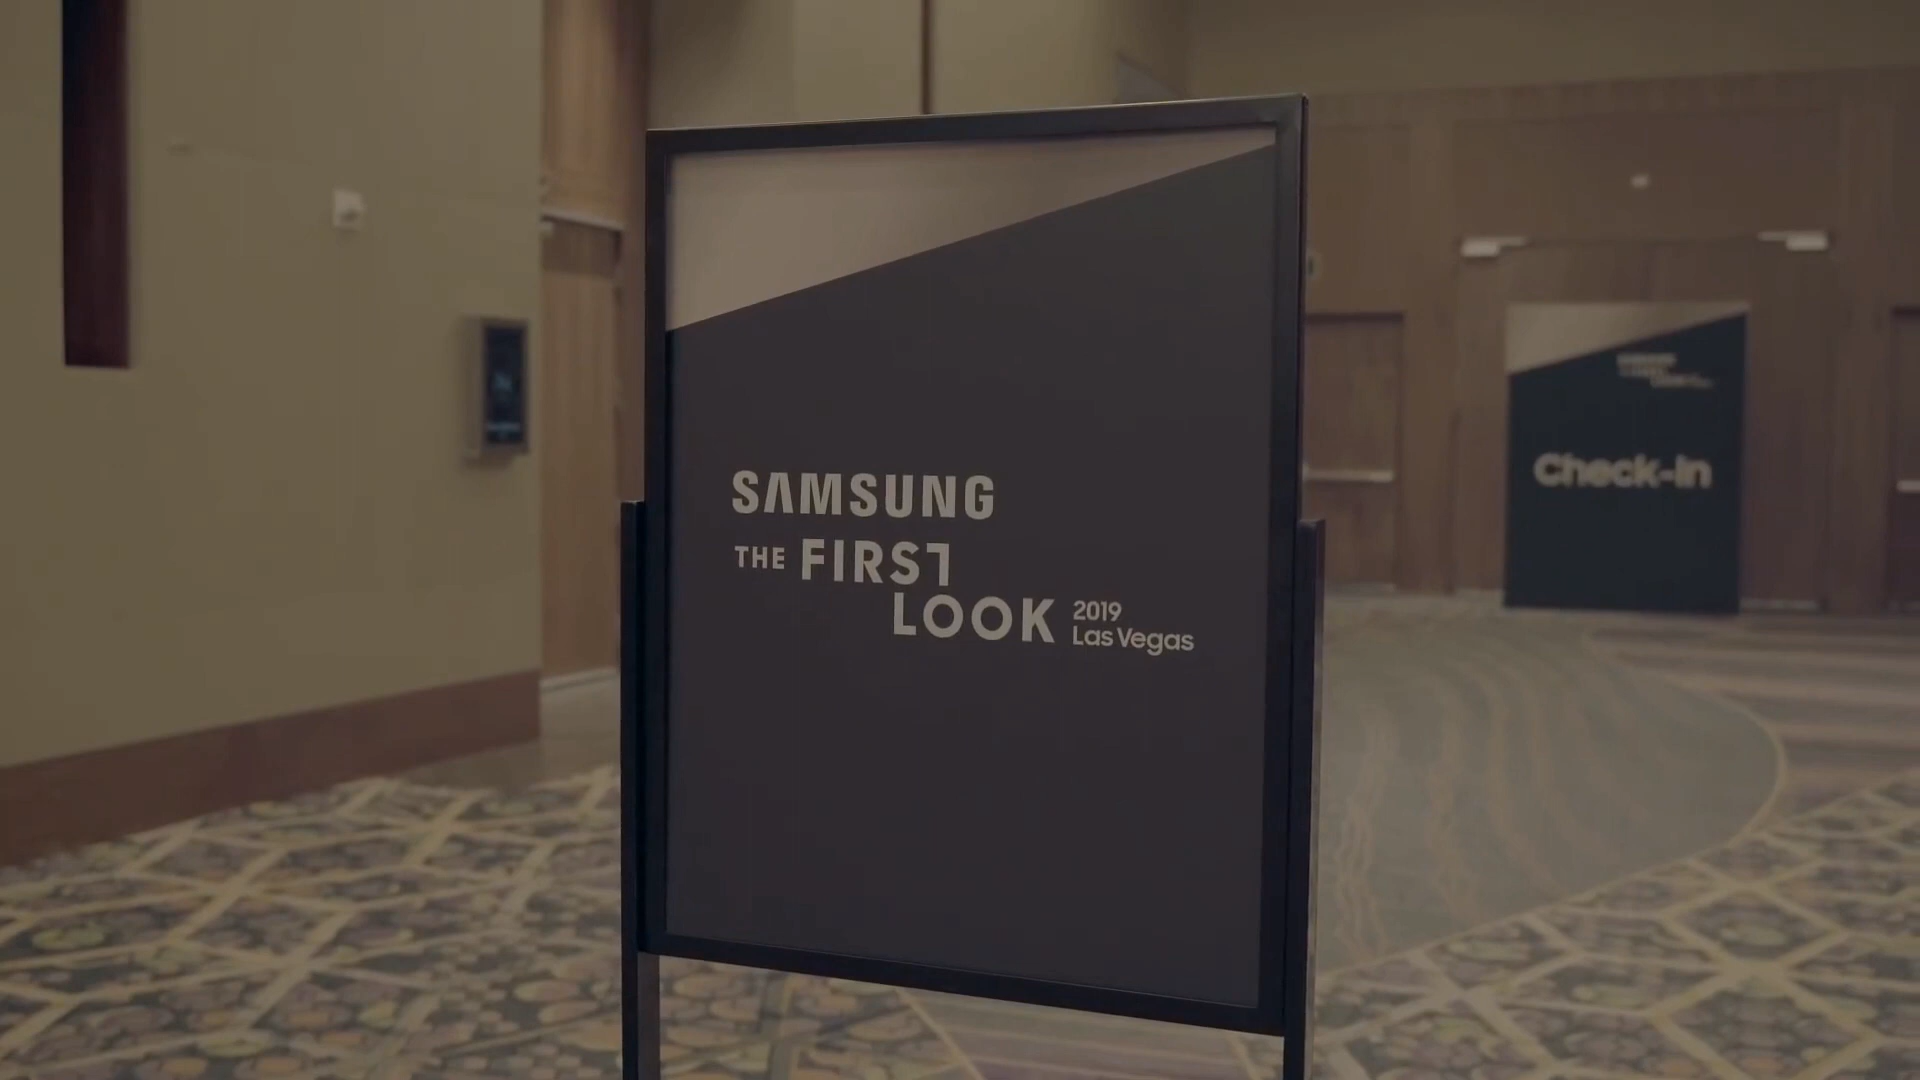 SAMSUNG
THE FIRST
LOOK 2019
Las Vegas
Check-in